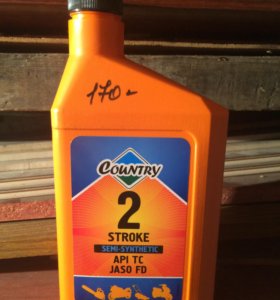 170-
COUNTRY
2
STROKE
SEMI-SYNTHETIC
API TC
JASO FD